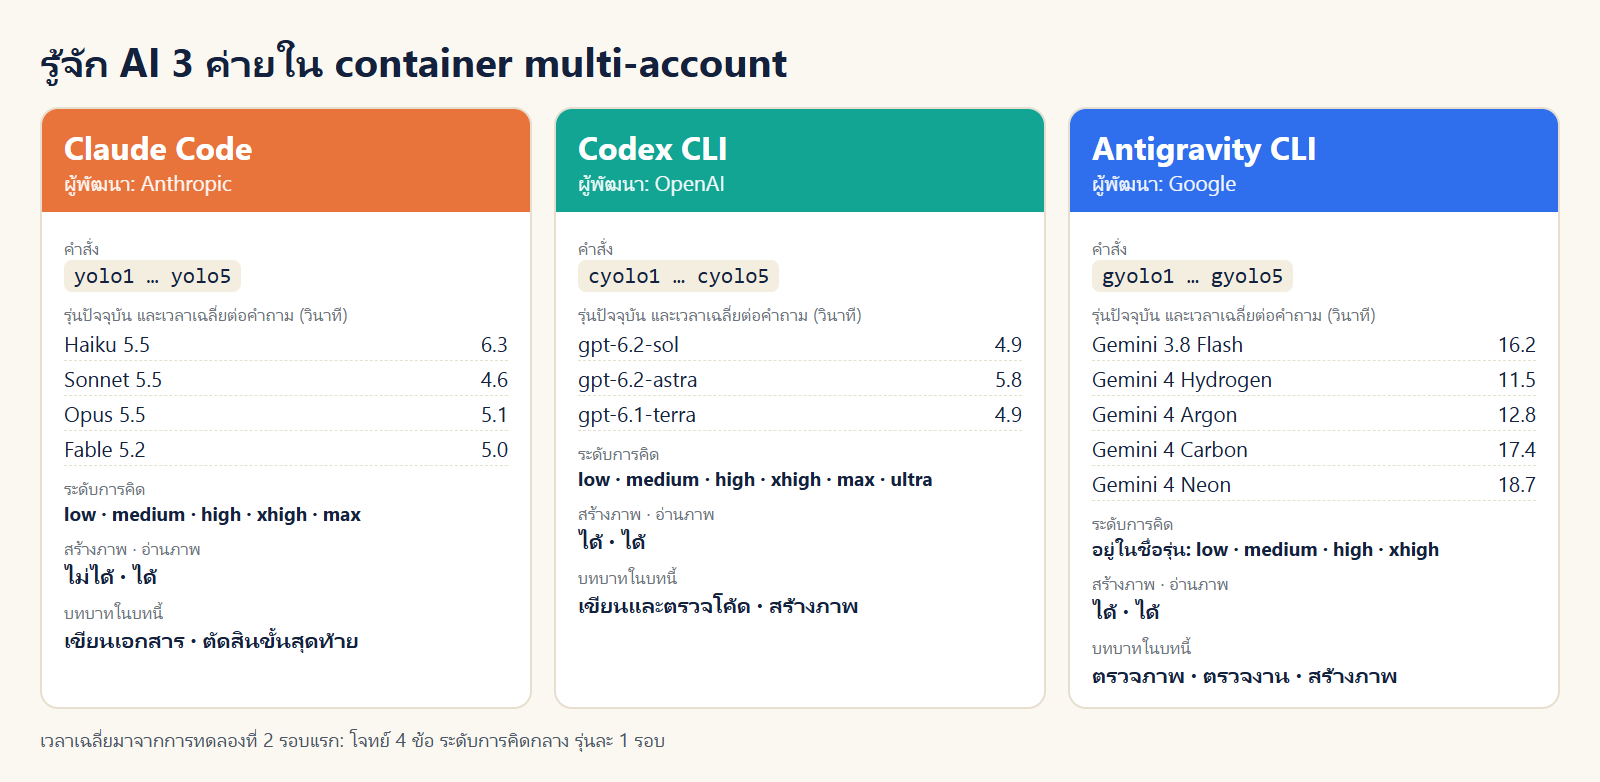 รู้จัก AI 3 ค่ายใน container multi-account
Claude Code
ผู้พัฒนา: Anthropic
คำสั่ง
yolo1 … yolo5
รุ่นปัจจุบัน และเวลาเฉลี่ยต่อคำถาม (วินาที)
Haiku 5.5 6.3
Sonnet 5.5 4.6
Opus 5.5 5.1
Fable 5.2 5.0
ระดับการคิด
low · medium · high · xhigh · max
สร้างภาพ · อ่านภาพ
ไม่ได้ · ได้
บทบาทในบทนี้
เขียนเอกสาร · ตัดสินขั้นสุดท้าย
Codex CLI
ผู้พัฒนา: OpenAI
คำสั่ง
cyolo1 … cyolo5
รุ่นปัจจุบัน และเวลาเฉลี่ยต่อคำถาม (วินาที)
gpt-6.2-sol 4.9
gpt-6.2-astra 5.8
gpt-6.1-terra 4.9
ระดับการคิด
low · medium · high · xhigh · max · ultra
สร้างภาพ · อ่านภาพ
ได้ · ได้
บทบาทในบทนี้
เขียนและตรวจโค้ด · สร้างภาพ
Antigravity CLI
ผู้พัฒนา: Google
คำสั่ง
gyolo1 … gyolo5
รุ่นปัจจุบัน และเวลาเฉลี่ยต่อคำถาม (วินาที)
Gemini 3.8 Flash 16.2
Gemini 4 Hydrogen 11.5
Gemini 4 Argon 12.8
Gemini 4 Carbon 17.4
Gemini 4 Neon 18.7
ระดับการคิด
อยู่ในชื่อรุ่น: low · medium · high · xhigh
สร้างภาพ · อ่านภาพ
ได้ · ได้
บทบาทในบทนี้
ตรวจภาพ · ตรวจงาน · สร้างภาพ
เวลาเฉลี่ยมาจากการทดลองที่ 2 รอบแรก: โจทย์ 4 ข้อ ระดับการคิดกลาง รุ่นละ 1 รอบ